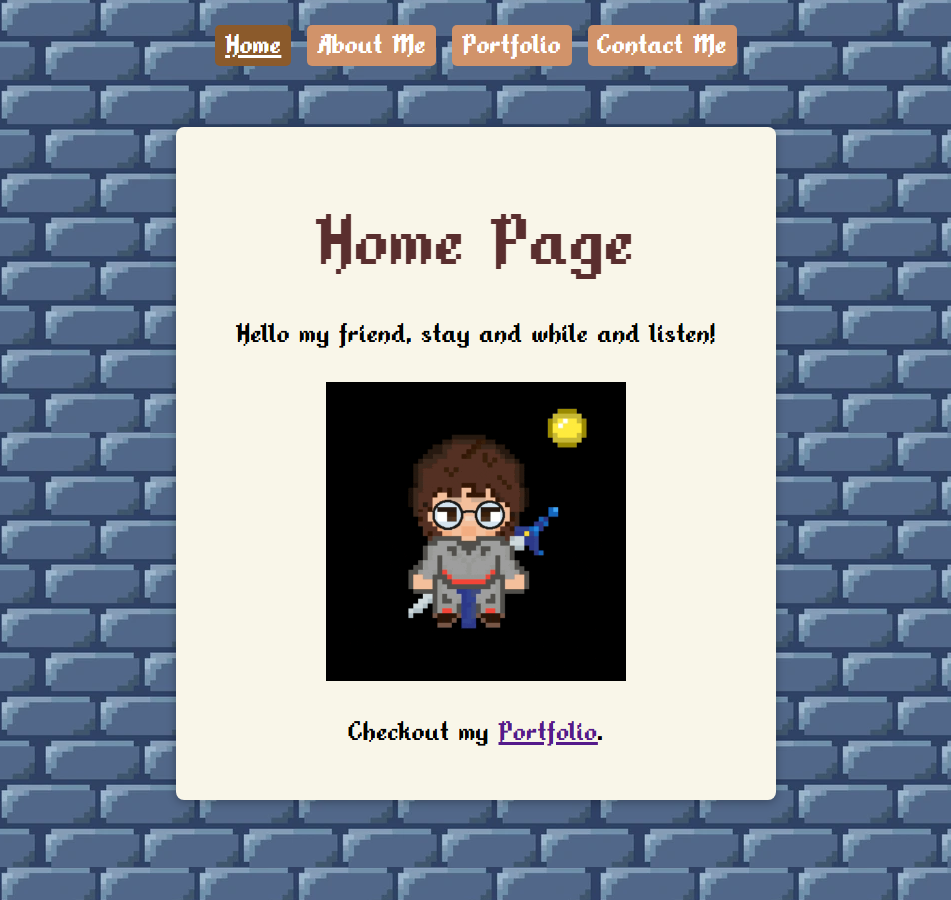 Home About Me Portfolio Contact Me
Home Page
Hello my friend, stay and while and listen!
Checkout my Portfolio.